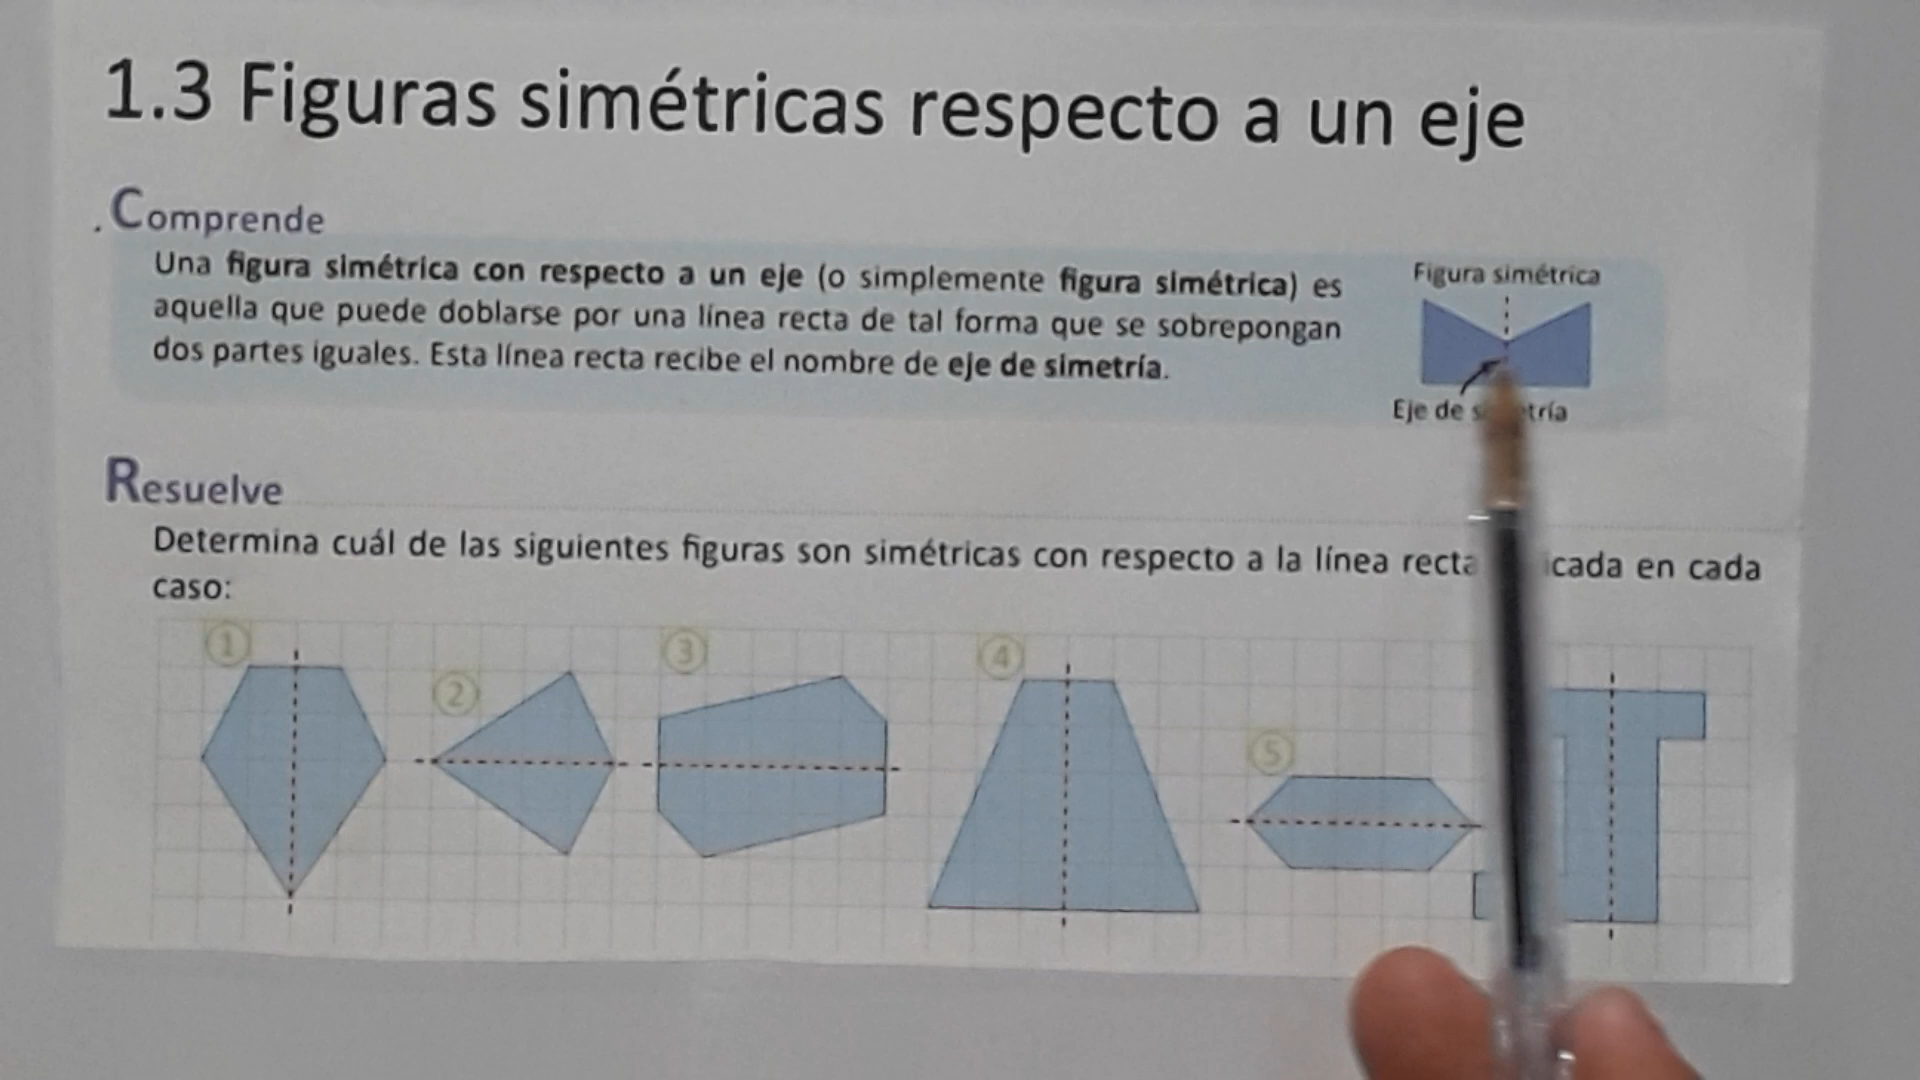 1.3 Figuras simétricas respecto a un eje
Comprende
Una figura simétrica con respecto a un eje (o simplemente figura simétrica) es
aquella que puede doblarse por una línea recta de tal forma que se sobrepongan
dos partes iguales. Esta línea recta recibe el nombre de eje de simetría.
Figura simétrica
Eje de
Resuelve
Determina cuál de las siguientes figuras son simétricas con respecto a la línea recta en cada
caso:
1
2
3
4
5